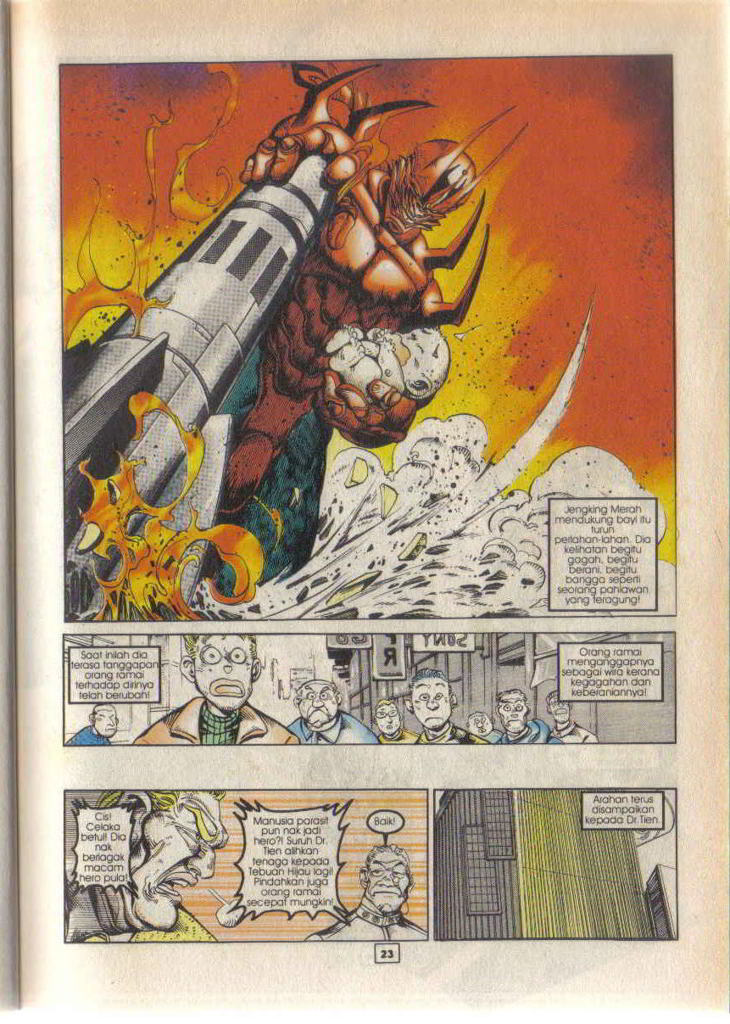 Jengking Merah
mendukung bayi itu
turun
perlahan-lahan. Dia
kelihatan begitu
gagah, begitu
berani, begitu
bangga seperti
seorang pahlawan
yang teragung!
Saat inilah dia
terasa tanggapan
orang ramai
terhadap dirinya
telah berubah!
Orang ramai
menganggapnya
sebagai wira kerana
kegagahan dan
keberaniannya!
F
R
SONY
Cis!
Celaka
betul! Dia
nak
berlagak
macam
hero pula!
Manusia parasit
pun nak jadi
hero?! Suruh Dr.
Tien alihkan
tenaga kepada
Tebuan Hijau lagi!
Pindahkan juga
orang ramai
secepat mungkin!
Baik!
Arahan terus
disampaikan
kepada Dr.Tien.
23